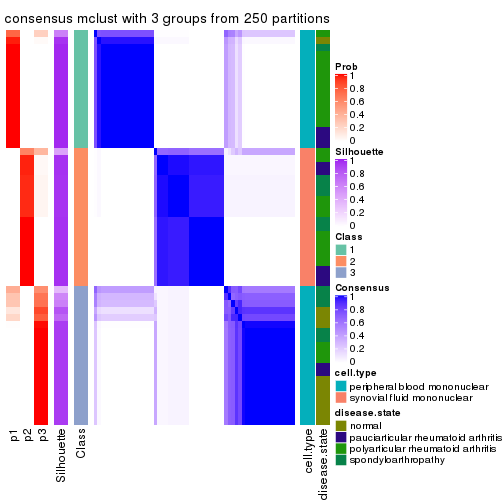 consensus mclust with 3 groups from 250 partitions
Prob
1
0.8
0.6
0.4
0.2
0
Silhouette
1
0.8
0.6
0.4
0.2
0
Class
1
2
3
Consensus
1
0.8
0.6
0.4
0.2
0
cell.type
peripheral blood mononuclear
synovial fluid mononuclear
disease.state
normal
pauciarticular rheumatoid arthritis
polyarticular rheumatoid arthritis
spondyloarthropathy
p1
p2
p3
Silhouette
Class
cell.type
disease.state